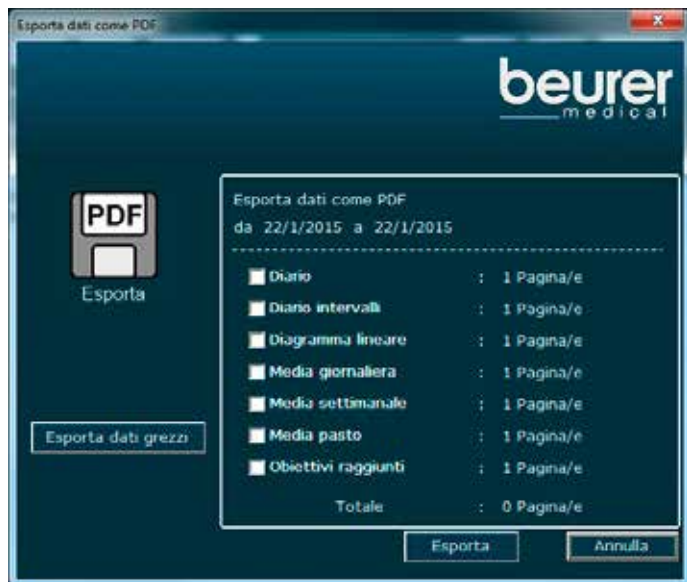 Esporta dati come PDF
beurer
medical
PDF
Esporta
Esporta dati come PDF
da 22/1/2015 a 22/1/2015
Diario : 1 Pagina/e
Diario intervalli : 1 Pagina/e
Diagramma lineare : 1 Pagina/e
Media giornaliera : 1 Pagina/e
Media settimanale : 1 Pagina/e
Media pasto : 1 Pagina/e
Obiettivi raggiunti : 1 Pagina/e
Totale : 0 Pagina/e
Esporta dati grezzi
Esporta
Annulla